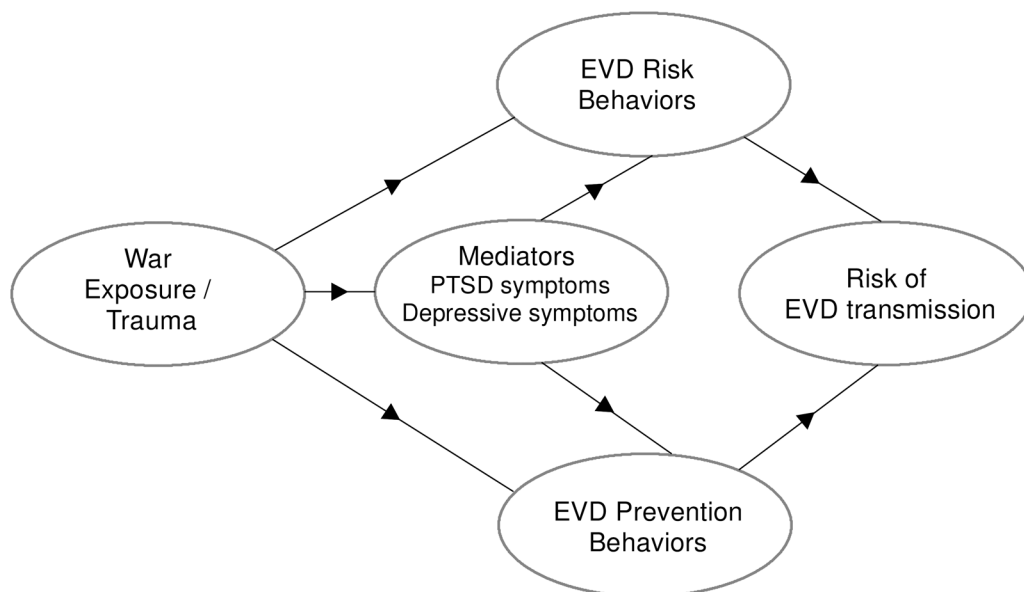 EVD Risk
Behaviors
War
Exposure /
Trauma
Mediators
PTSD symptoms
Depressive symptoms
Risk of
EVD transmission
EVD Prevention
Behaviors